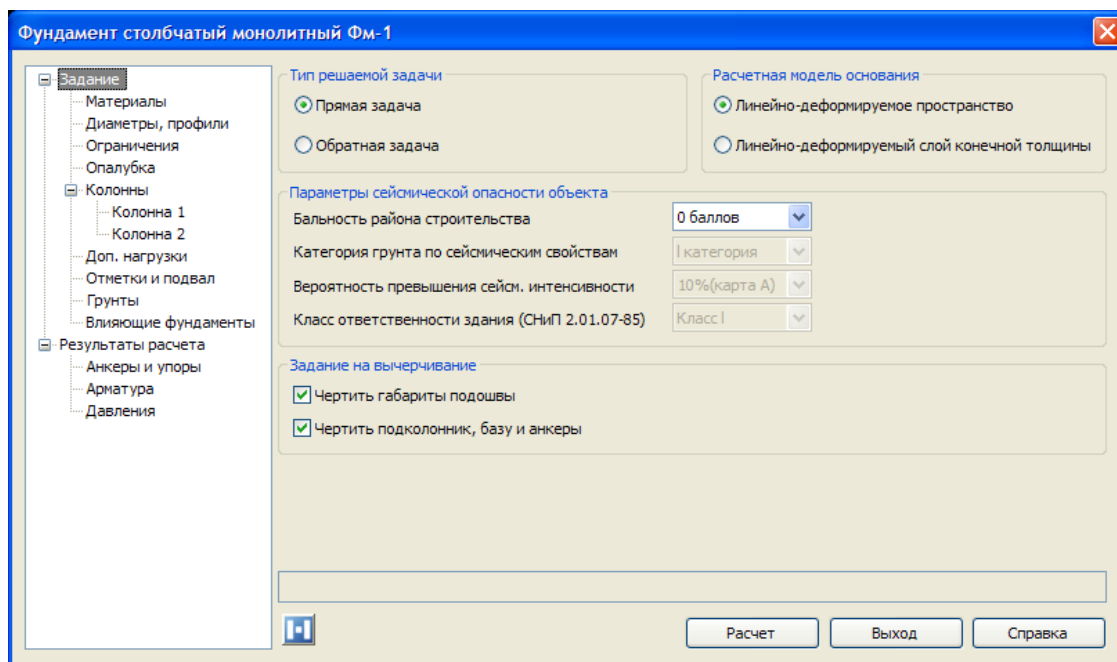 Фундамент столбчатый монолитный Фм-1
Задание
Материалы
Диаметры, профили
Ограничения
Опалубка
Колонны
Колонна 1
Колонна 2
Доп. нагрузки
Отметки и подвал
Грунты
Влияющие фундаменты
Результаты расчета
Анкеры и упоры
Арматура
Давления
Тип решаемой задачи
Прямая задача
Обратная задача
Расчетная модель основания
Линейно-деформируемое пространство
Линейно-деформируемый слой конечной толщины
Параметры сейсмической опасности объекта
Бальность района строительства
0 баллов
Категория грунта по сейсмическим свойствам
I категория
Вероятность превышения сейсм. интенсивности
10%(карта А)
Класс ответственности здания (СНиП 2.01.07-85)
Класс I
Задание на вычерчивание
Чертить габариты подошвы
Чертить подколонник, базу и анкеры
Расчет
Выход
Справка